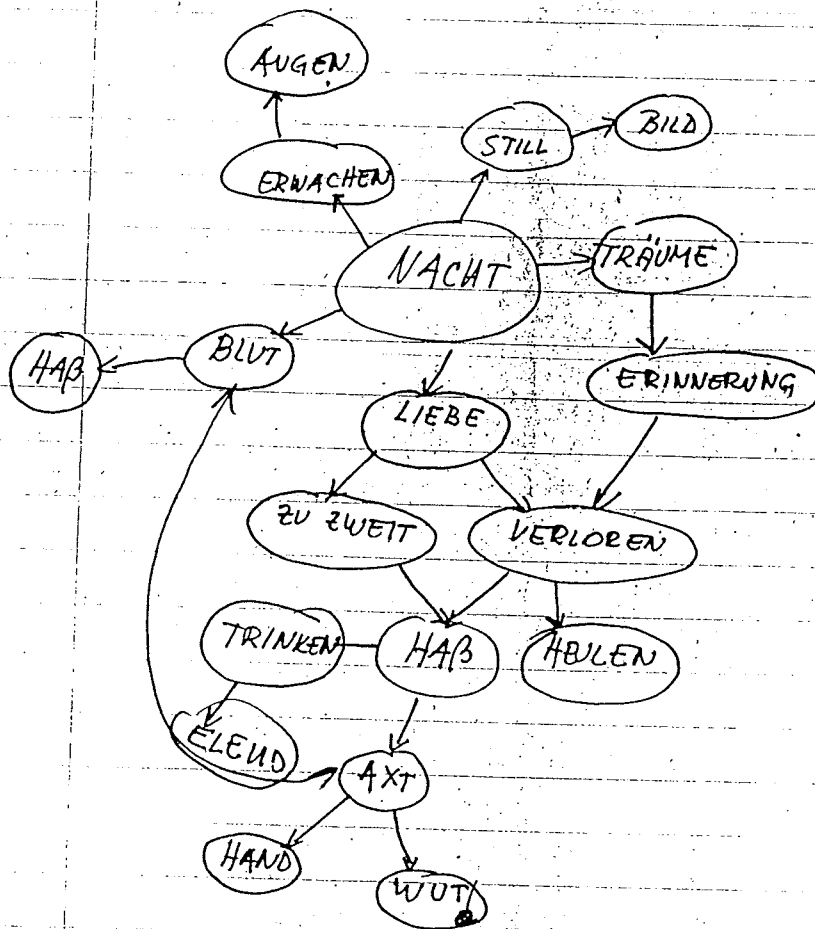 AUGEN
BILD
STILL
ERWACHEN
NACHT
TRÄUME
BLUT
HAß
ERINNERUNG
LIEBE
ZU ZWEIT
VERLOREN
TRINKEN
HAß
HEULEN
ELEND
AXT
HAND
WUT